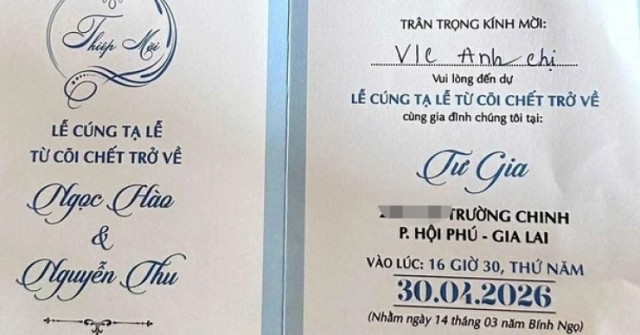 Thiếp Mời
LỄ CÚNG TẠ LỄ
TỪ CÕI CHẾT TRỞ VỀ
Ngọc Hào
&
Nguyễn Thu
TRÂN TRỌNG KÍNH MỜI:
V/C Anh chị
Vui lòng đến dự
LỄ CÚNG TẠ LỄ TỪ CÕI CHẾT TRỞ VỀ
cùng gia đình chúng tôi tại:
Tư Gia
TRƯỜNG CHINH
P. HỘI PHÚ - GIA LAI
VÀO LÚC: 16 GIỜ 30, THỨ NĂM
30.04.2026
(Nhằm ngày 14 tháng 03 năm Bính Ngọ)